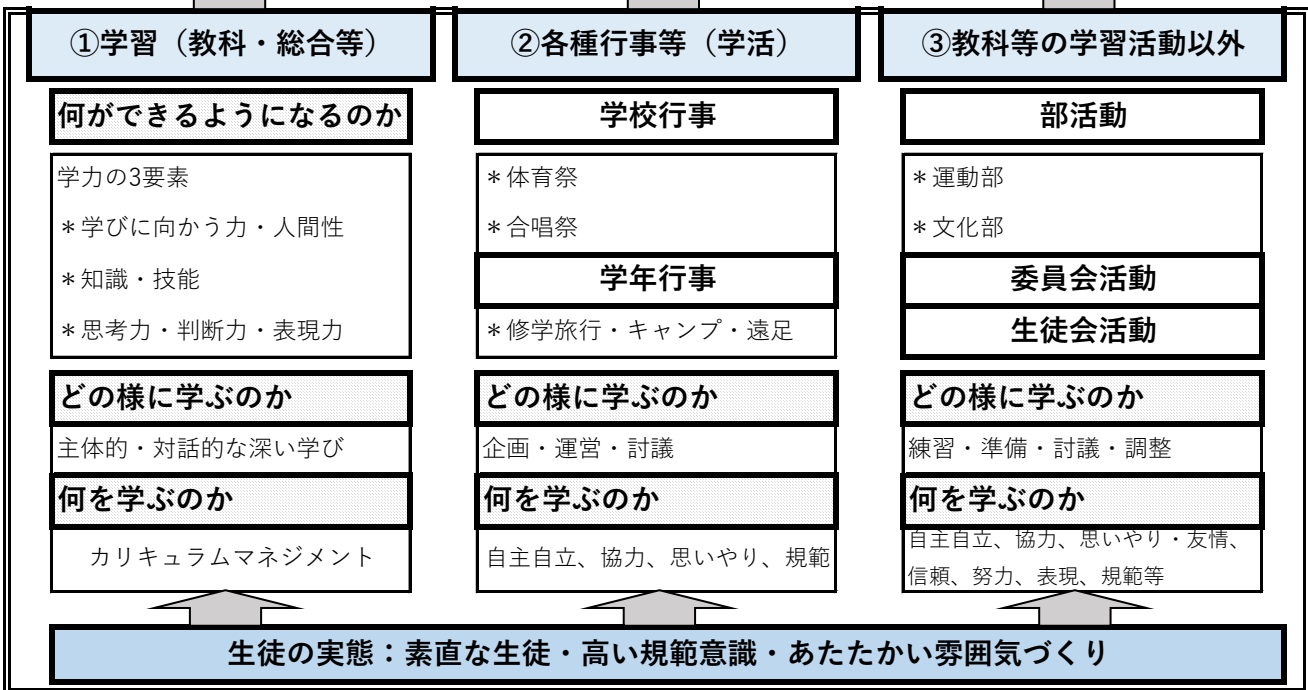 ①学習（教科・総合等）
何ができるようになるのか
学力の3要素
＊学びに向かう力・人間性
＊知識・技能
＊思考力・判断力・表現力
どの様に学ぶのか
主体的・対話的な深い学び
何を学ぶのか
カリキュラムマネジメント
②各種行事等（学活）
学校行事
＊体育祭
＊合唱祭
学年行事
＊修学旅行・キャンプ・遠足
どの様に学ぶのか
企画・運営・討議
何を学ぶのか
自主自立、協力、思いやり、規範
③教科等の学習活動以外
部活動
＊運動部
＊文化部
委員会活動
生徒会活動
どの様に学ぶのか
練習・準備・討議・調整
何を学ぶのか
自主自立、協力、思いやり・友情、
信頼、努力、表現、規範等
生徒の実態：素直な生徒・高い規範意識・あたたかい雰囲気づくり